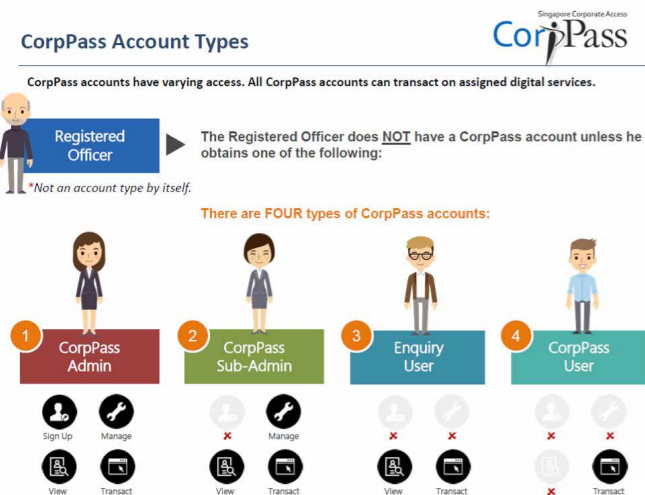 Singapore Corporate Access
CorpPass
CorpPass Account Types
CorpPass accounts have varying access. All CorpPass accounts can transact on assigned digital services.
Registered
Officer
The Registered Officer does NOT have a CorpPass account unless he
obtains one of the following:
*Not an account type by itself.
There are FOUR types of CorpPass accounts:
1
CorpPass
Admin
2
CorpPass
Sub-Admin
3
Enquiry
User
4
CorpPass
User
Sign Up
Manage
Manage
View
Transact
View
Transact
View
Transact
Transact